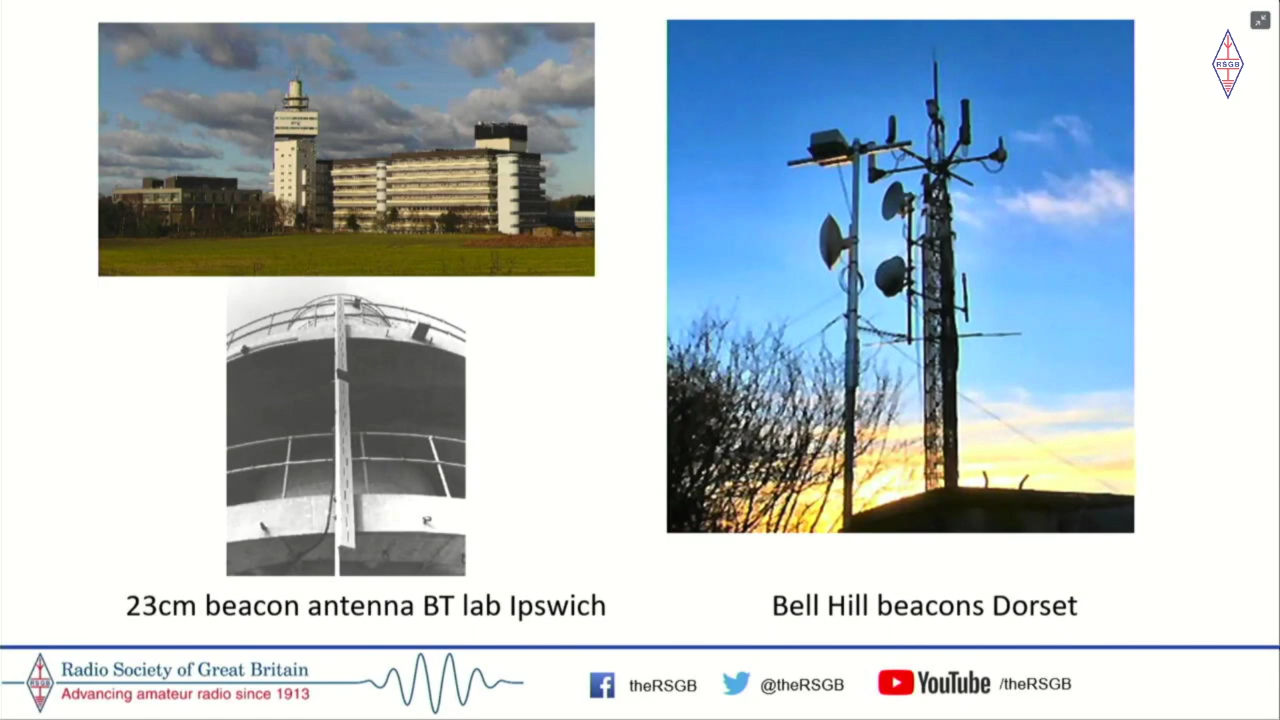 RSGB
23cm beacon antenna BT lab Ipswich
Bell Hill beacons Dorset
RSGB
Radio Society of Great Britain
Advancing amateur radio since 1913
theRSGB
@theRSGB
YouTube /theRSGB